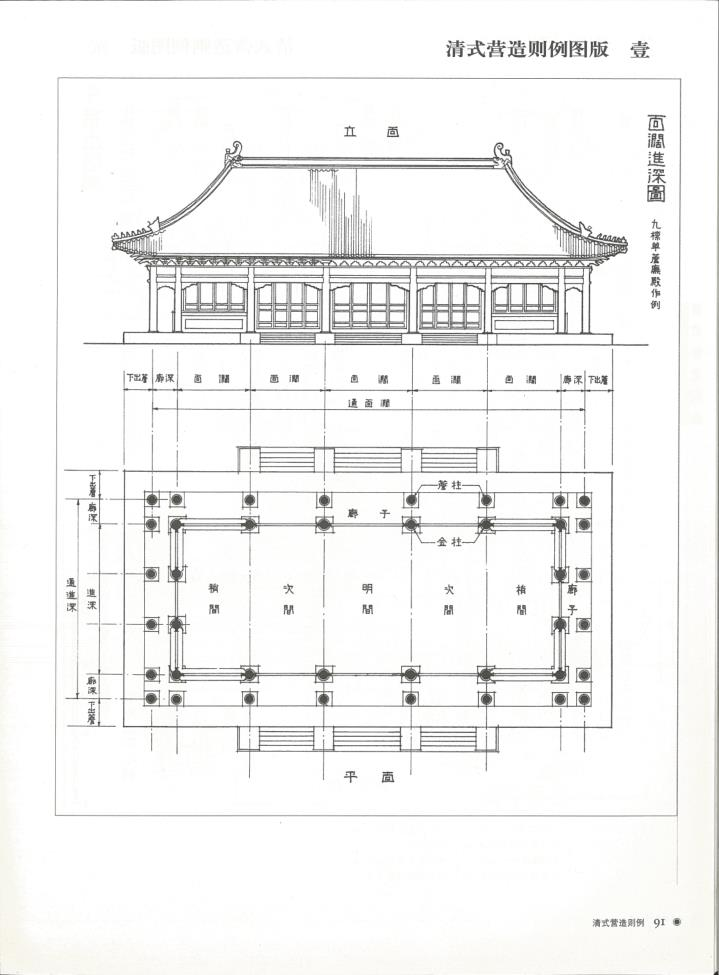 清式营造则例图版　壹
面濶進深圖
九檩单簷廡殿作例
立面
下出簷 廊深 面濶 面濶 面濶 面濶 面濶 廊深 下出簷
通面濶
下出簷
廊深
進深
通進深
廊深
下出簷
簷柱
廊子
金柱
稍間
次間
明間
次間
稍間
廊子
平面
清式营造则例 91